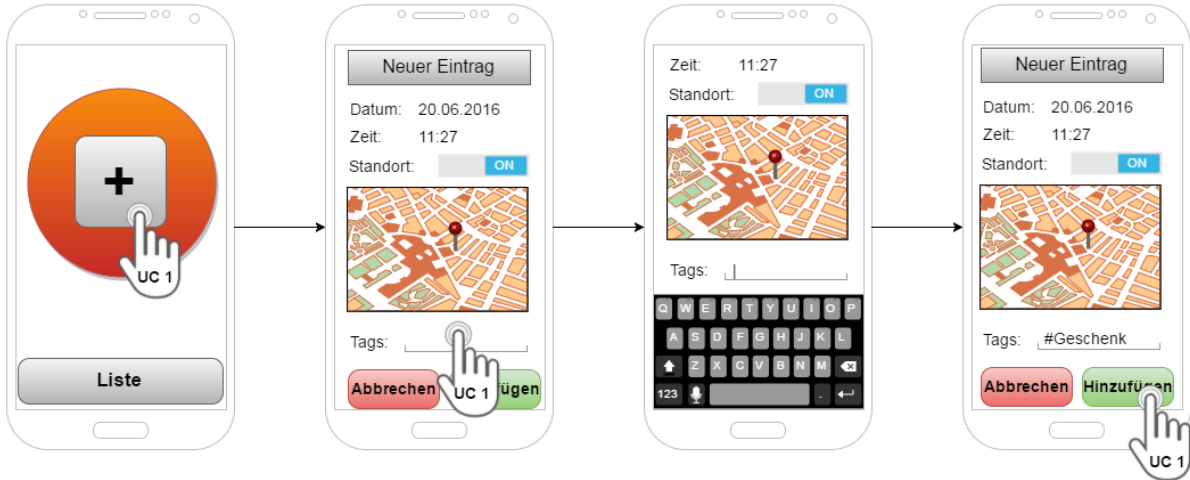 +
UC 1
Liste
Neuer Eintrag
Datum: 20.06.2016
Zeit: 11:27
Standort: ON
Tags:
Abbrechen ügen
UC 1
Zeit: 11:27
Standort: ON
Tags:
Q W E R T Y U I O P
A S D F G H J K L
Z X C V B N M
123 .
Neuer Eintrag
Datum: 20.06.2016
Zeit: 11:27
Standort: ON
Tags: #Geschenk
Abbrechen Hinzufügen
UC 1